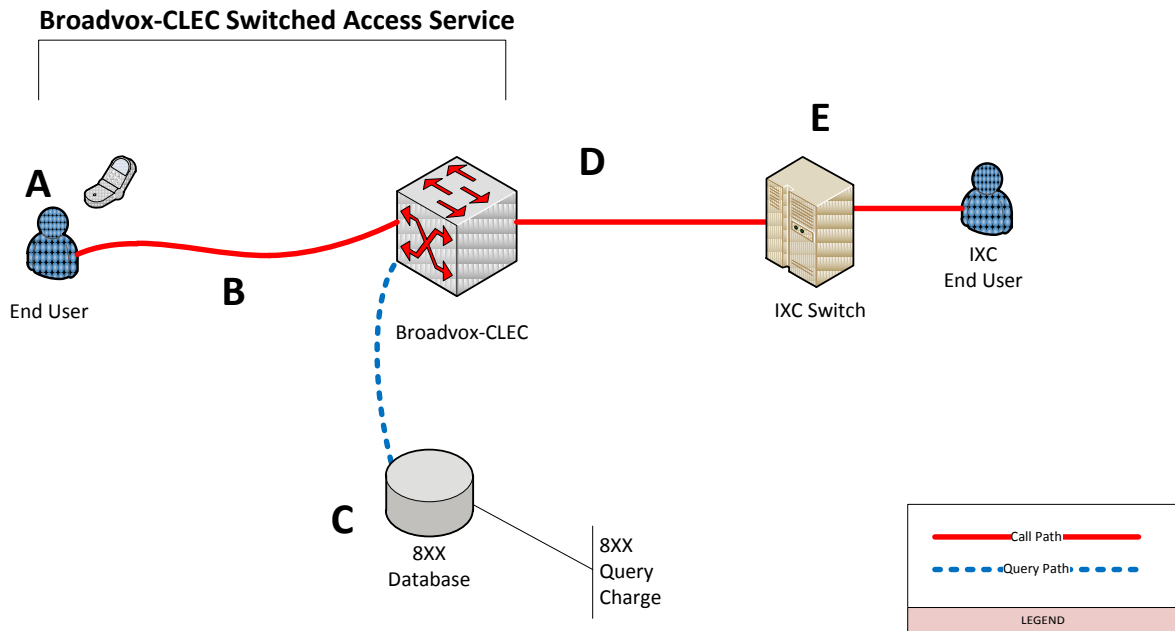 Broadvox-CLEC Switched Access Service
A
B
C
D
E
End User
Broadvox-CLEC
IXC Switch
IXC
End User
8XX
Database
8XX
Query
Charge
Call Path
Query Path
LEGEND